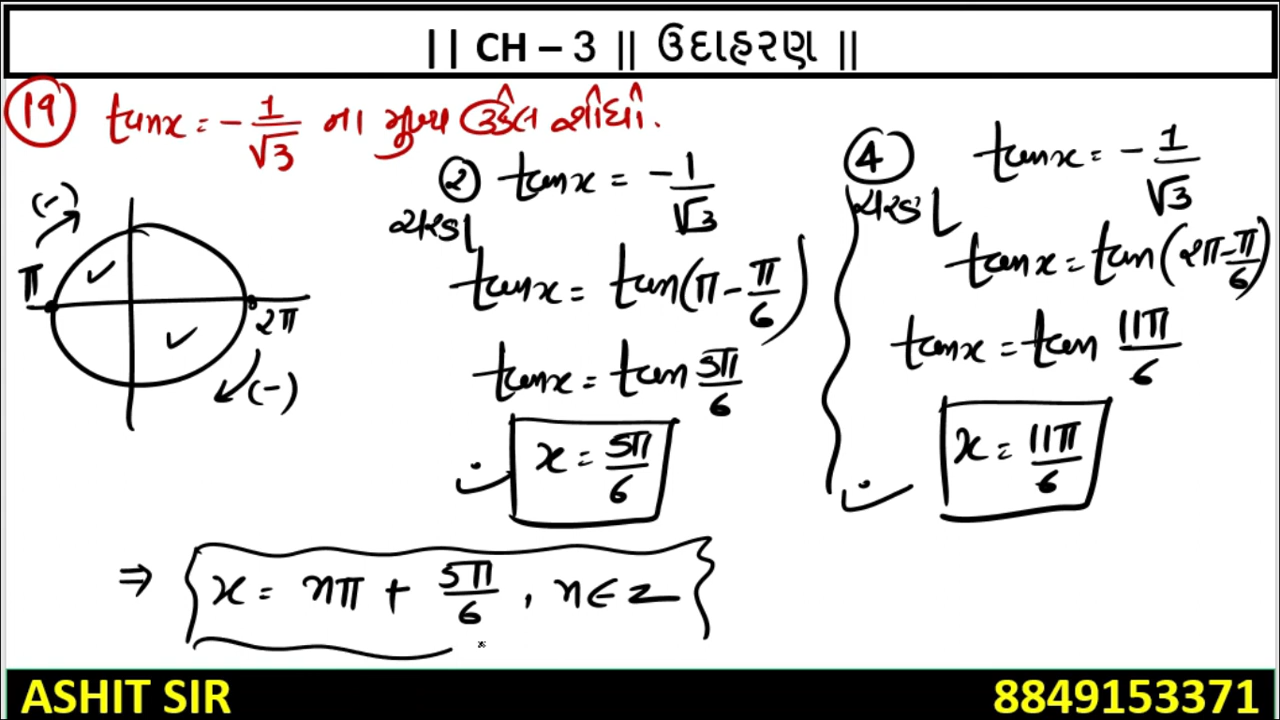 || CH – 3 || ઉદાહરણ ||
19 tanx = -1/√3 ના મુખ્ય ઉકેલ શોધો.
(-)
π
2π
(-)
2 tanx = -1/√3
ચરણ
tanx = tan(π - π/6)
tanx = tan 5π/6
x = 5π/6
4 tanx = -1/√3
ચરણ
tanx = tan(2π - π/6)
tanx = tan 11π/6
x = 11π/6
⇒ x = nπ + 5π/6 , n ∈ Z
ASHIT SIR
8849153371